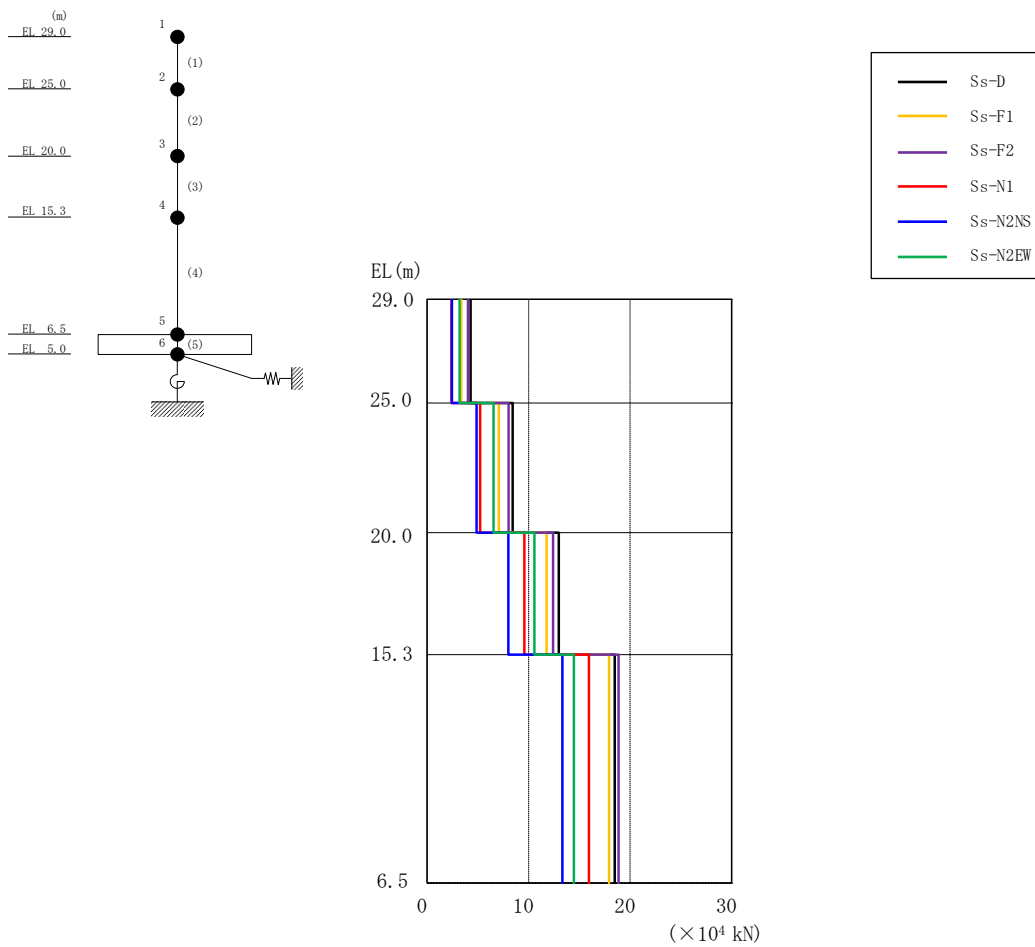 (m)
EL 29.0
EL 25.0
EL 20.0
EL 15.3
EL 6.5
EL 5.0
1
(1)
2
(2)
3
(3)
4
(4)
5
6 (5)
Ss-D
Ss-F1
Ss-F2
Ss-N1
Ss-N2NS
Ss-N2EW
EL(m)
29.0
25.0
20.0
15.3
6.5
0 10 20 30
(×10⁴ kN)